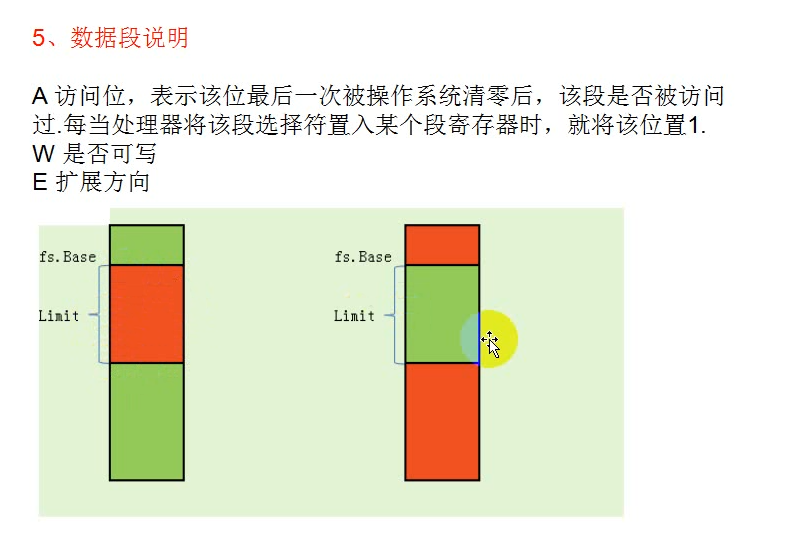 5、数据段说明
A 访问位，表示该位最后一次被操作系统清零后，该段是否被访问
过.每当处理器将该段选择符置入某个段寄存器时，就将该位置1.
W 是否可写
E 扩展方向
fs.Base
Limit
fs.Base
Limit